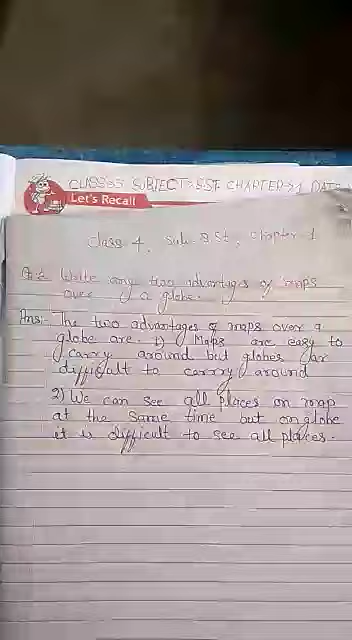 CLASS→5 SUBJECT→SST CHAPTER→1 DATE
Let's Recall
Class 4, Sub. S.St, Chapter-1
Write any two advantages of maps
over a globe.
Ans:- The two advantages of maps over a
globe are. 1) Maps are easy to
carry around but globes are
difficult to carry around
2) We can see all places on map
at the same time but on globe
it is difficult to see all places.